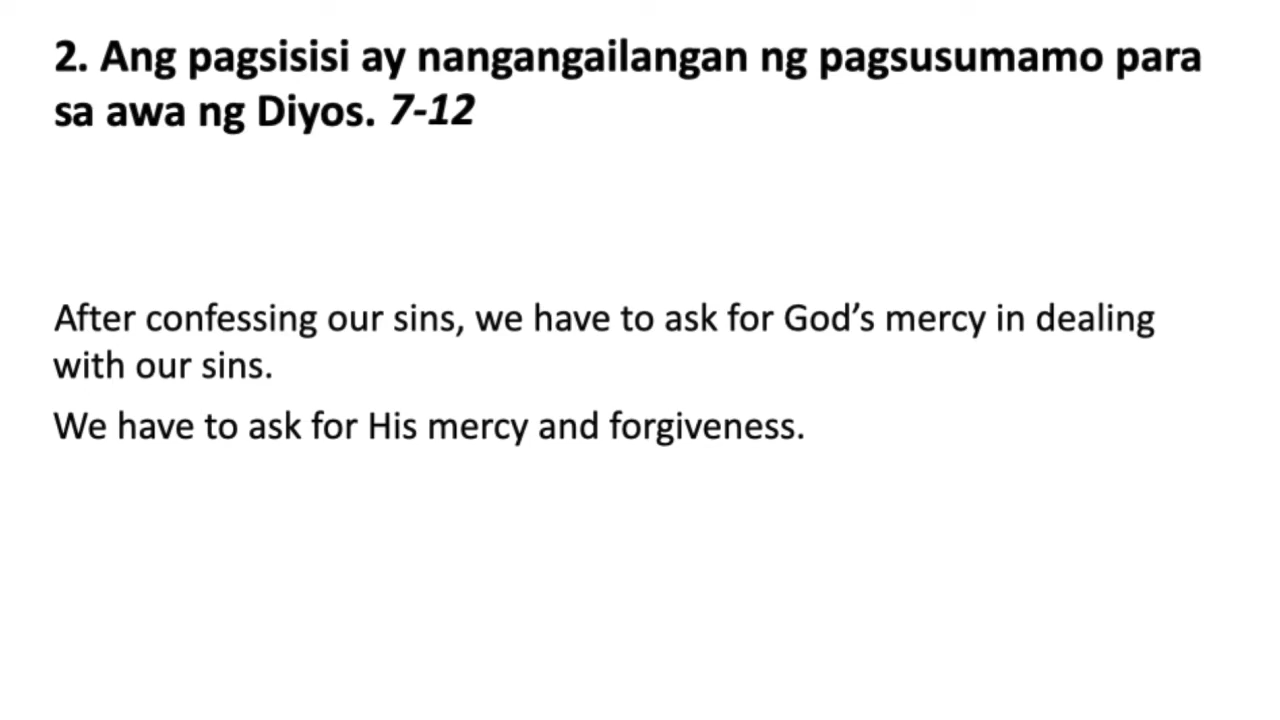 2. Ang pagsisisi ay nangangailangan ng pagsusumamo para
sa awa ng Diyos. 7-12
After confessing our sins, we have to ask for God’s mercy in dealing
with our sins.
We have to ask for His mercy and forgiveness.